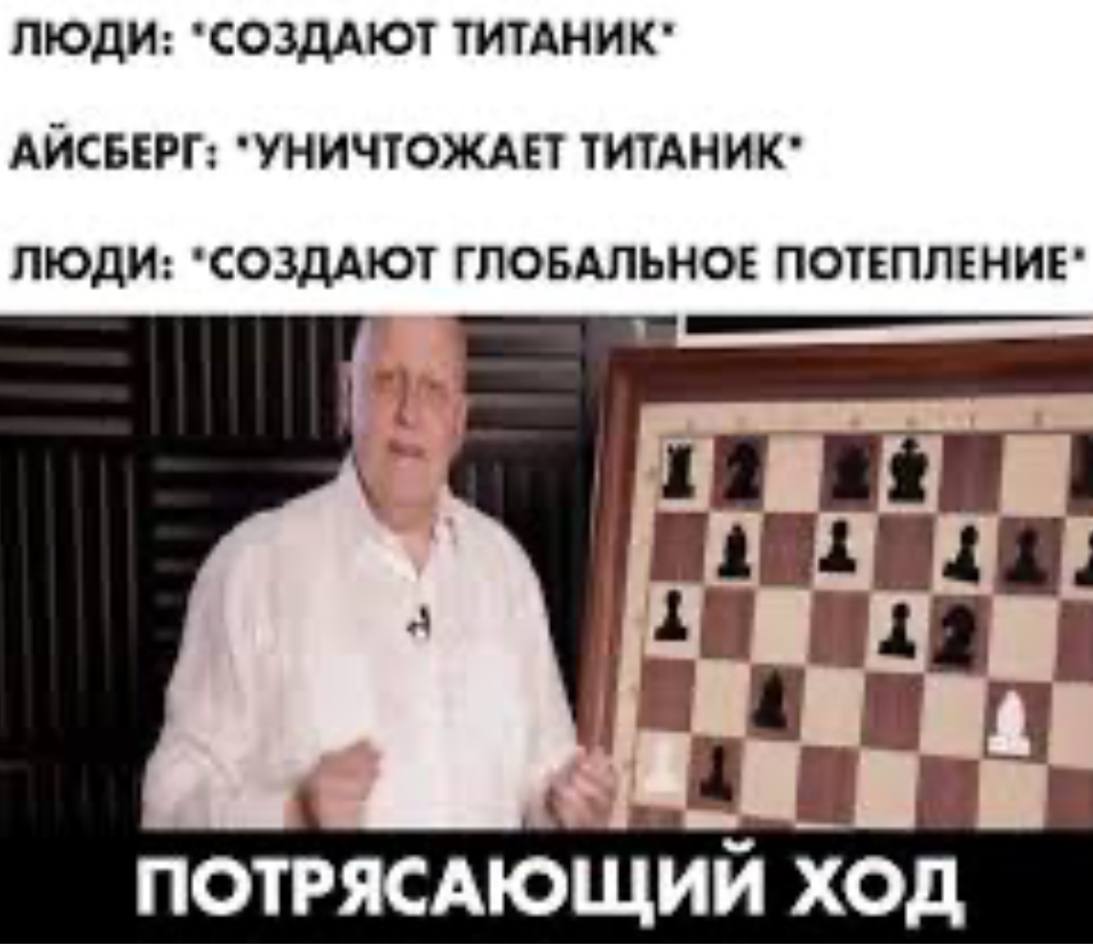 ЛЮДИ: *СОЗДАЮТ ТИТАНИК*
АЙСБЕРГ: *УНИЧТОЖАЕТ ТИТАНИК*
ЛЮДИ: *СОЗДАЮТ ГЛОБАЛЬНОЕ ПОТЕПЛЕНИЕ*
ПОТРЯСАЮЩИЙ ХОД